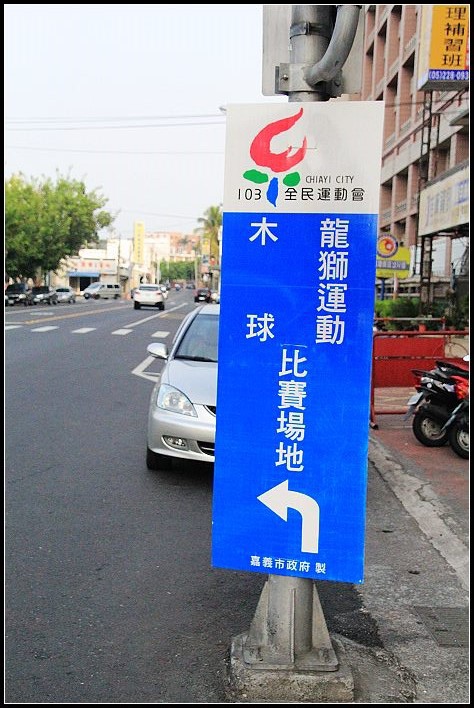 理補習班
(05)228-093
CHIAYI CITY
103 全民運動會
龍獅運動
木球
比賽場地
嘉義市政府 製